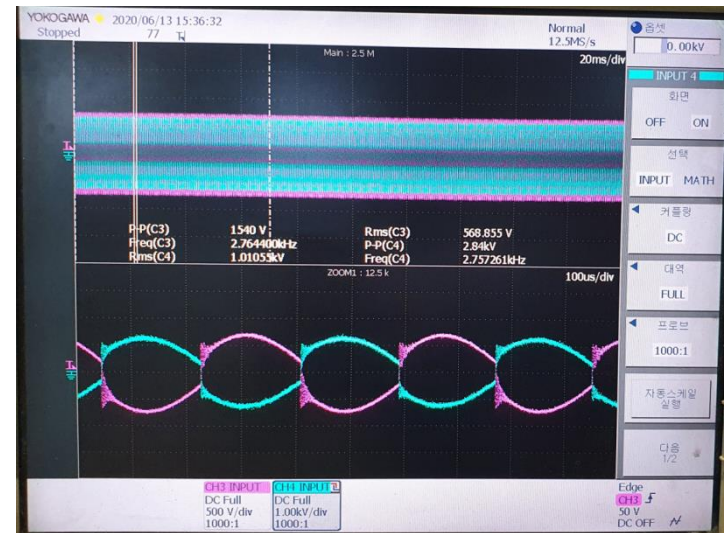 YOKOGAWA 2020/06/13 15:36:32
Stopped 77
Normal
12.5MS/s
Main : 2.5 M
20ms/div
P-P(C3) 1540 V Rms(C3) 568.855 V
Freq(C3) 2.764400kHz P-P(C4) 2.84kV
Rms(C4) 1.01055kV Freq(C4) 2.757261kHz
ZOOM1 : 12.5 k
100us/div
옵셋
0.00kV
INPUT 4
화면
OFF ON
선택
INPUT MATH
커플링
DC
대역
FULL
프로브
1000:1
자동스케일
실행
다음
1/2
CH3 INPUT
DC Full
500 V/div
1000:1
CH4 INPUT
DC Full
1.00kV/div
1000:1
Edge
CH3
50 V
DC OFF